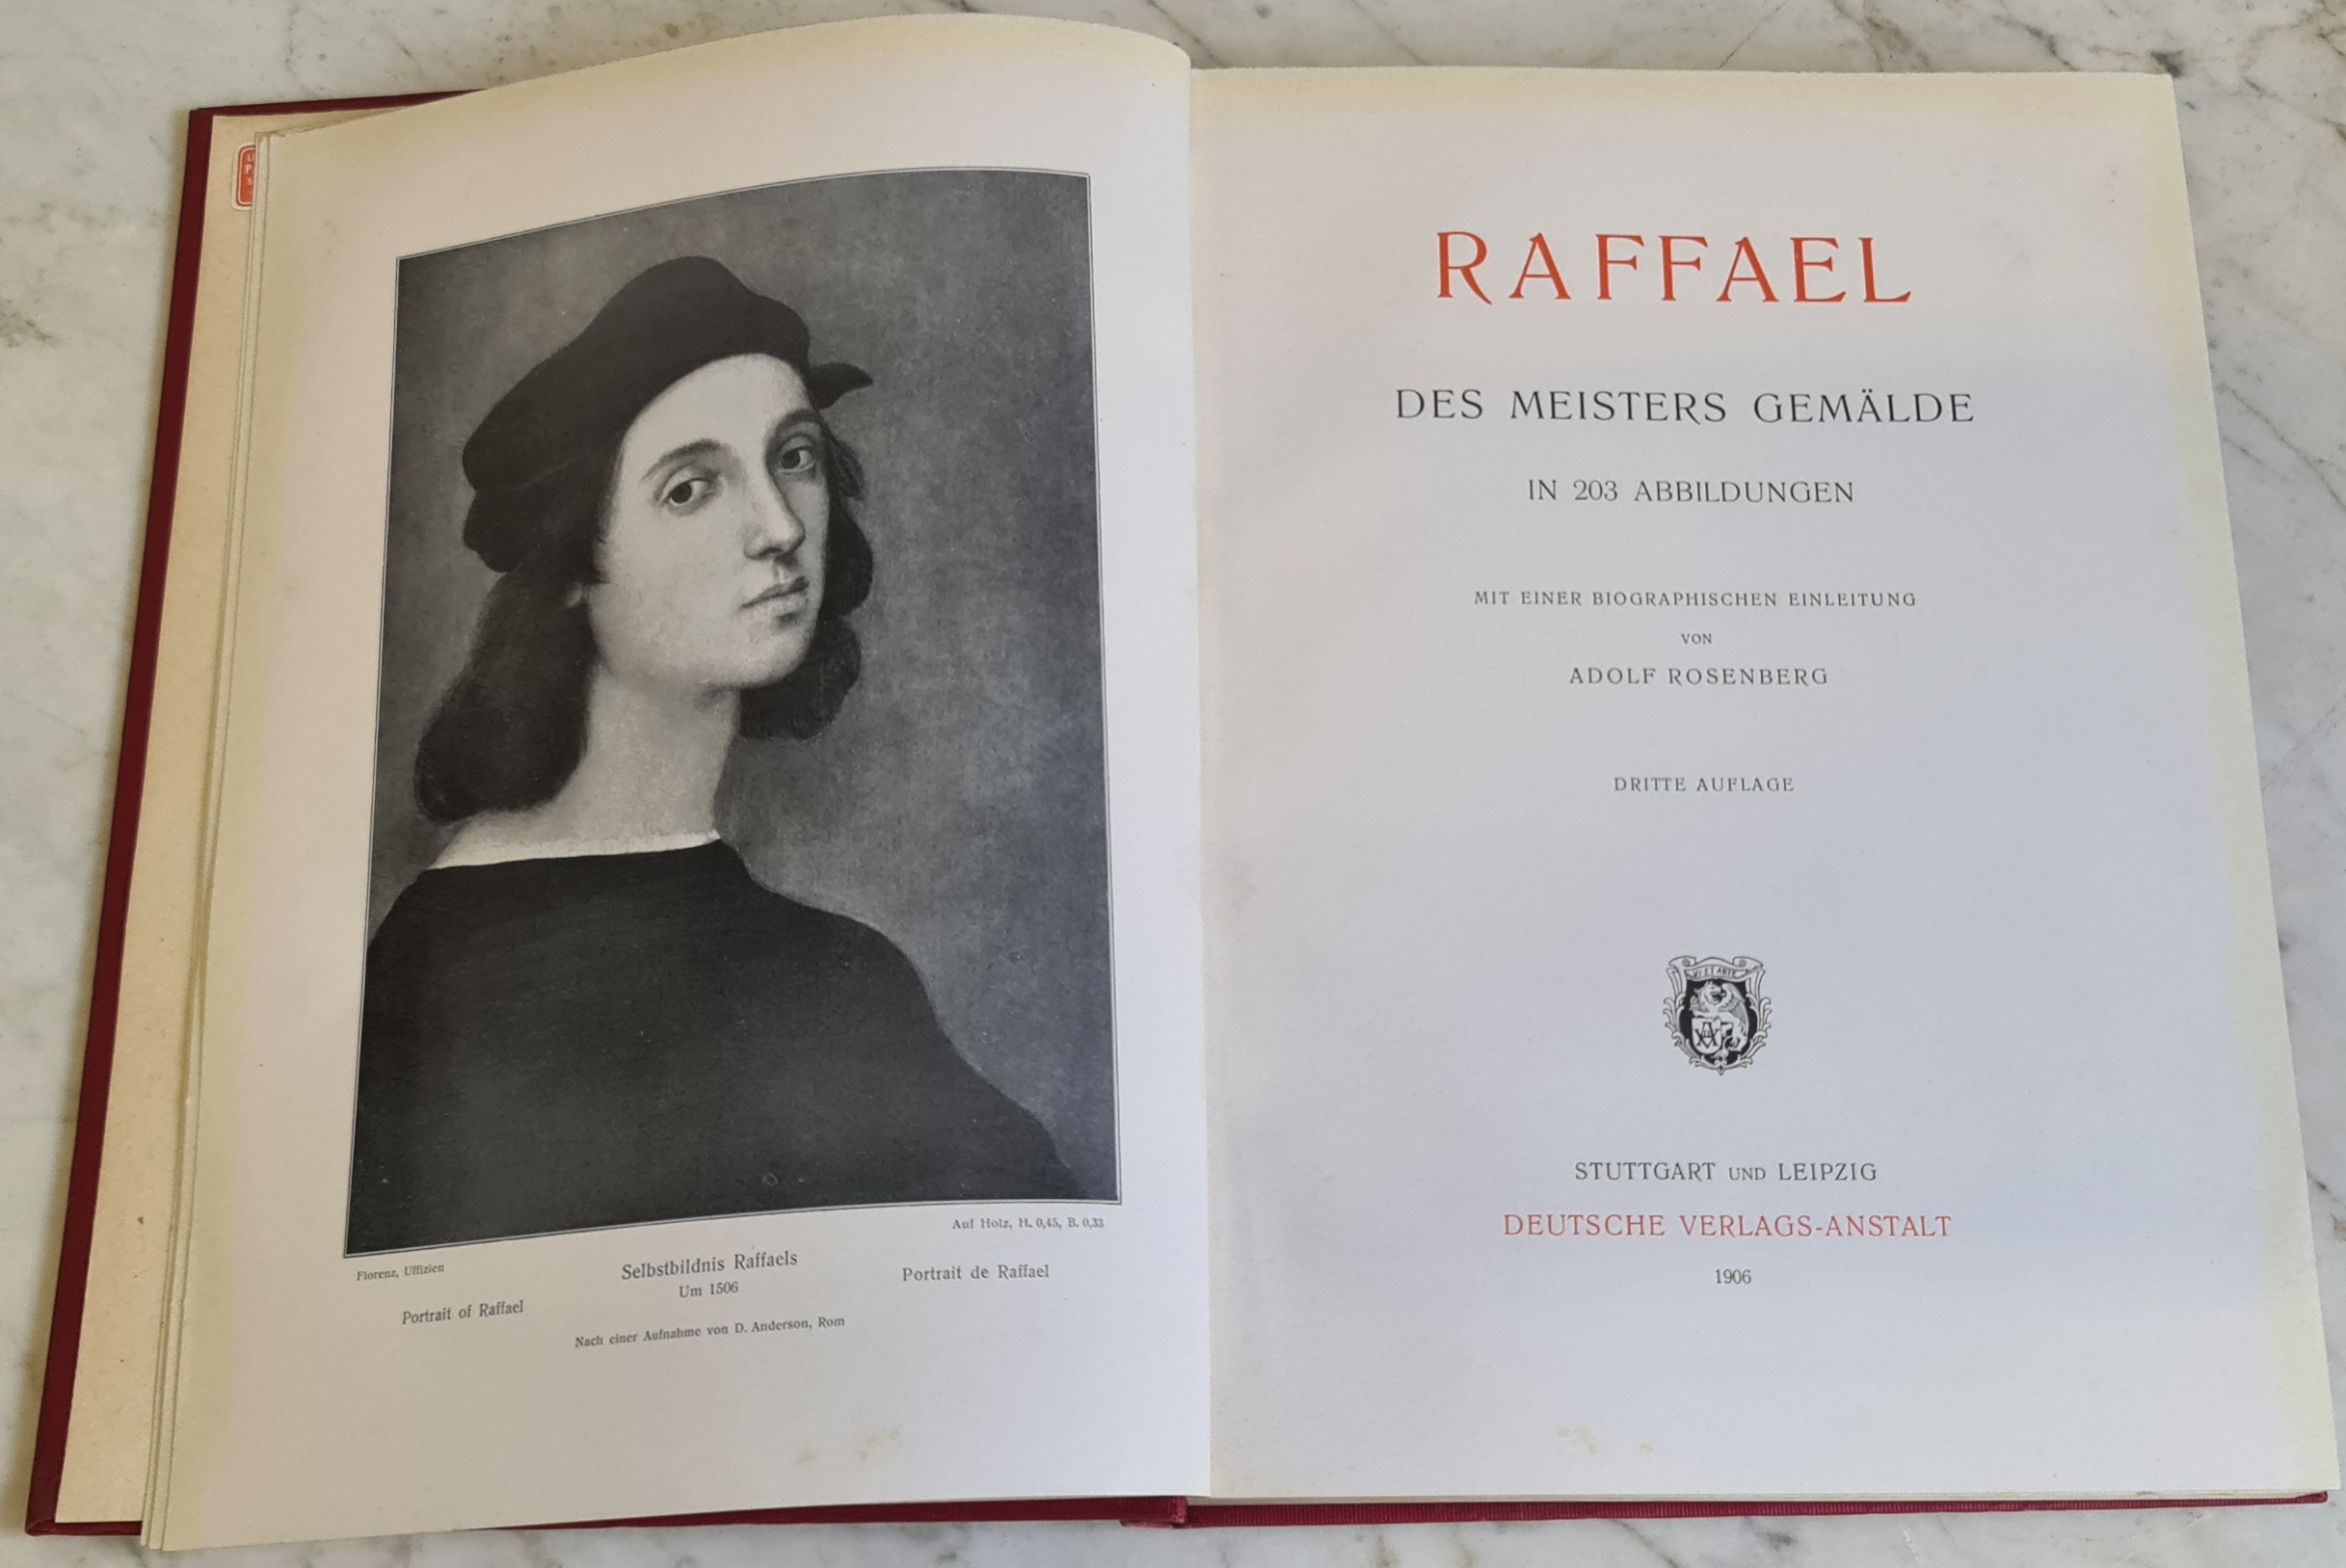 Auf Holz, H. 0,45, B. 0,33
Florenz, Uffizien
Selbstbildnis Raffaels
Um 1506
Portrait of Raffael
Portrait de Raffael
Nach einer Aufnahme von D. Anderson, Rom
RAFFAEL
DES MEISTERS GEMÄLDE
IN 203 ABBILDUNGEN
MIT EINER BIOGRAPHISCHEN EINLEITUNG
VON
ADOLF ROSENBERG
DRITTE AUFLAGE
STUTTGART UND LEIPZIG
DEUTSCHE VERLAGS-ANSTALT
1906